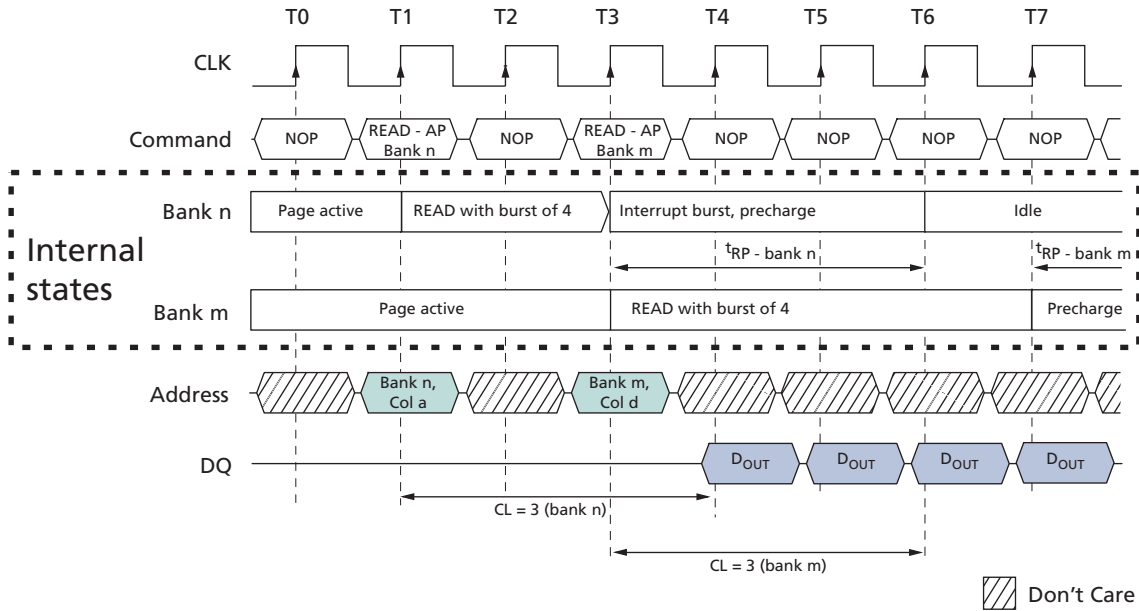 T0 T1 T2 T3 T4 T5 T6 T7
CLK
Command NOP READ - AP Bank n NOP READ - AP Bank m NOP NOP NOP NOP
Bank n Page active READ with burst of 4 Interrupt burst, precharge Idle
Internal states
tRP - bank n tRP - bank m
Bank m Page active READ with burst of 4 Precharge
Address Bank n, Col a Bank m, Col d
DQ DOUT DOUT DOUT DOUT
CL = 3 (bank n)
CL = 3 (bank m)
Don't Care